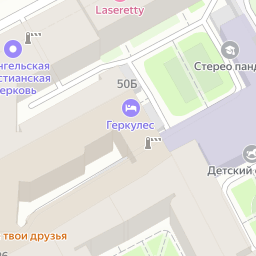 Laseretty
нгельская
стианская
ерковь
Стерео панд
50Б
Геркулес
Детский с
твои друзья